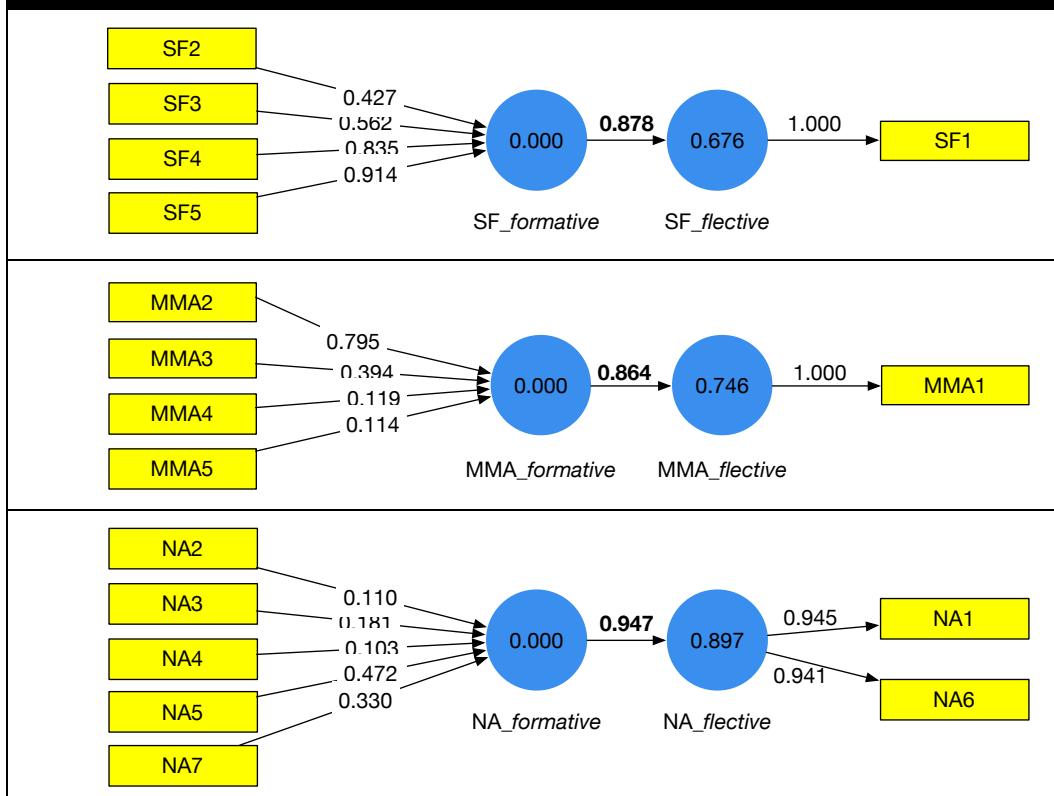 SF2
SF3
SF4
SF5
0.427
0.562
0.835
0.914
0.000
0.878
0.676
1.000
SF1
SF_formative
SF_flective
MMA2
MMA3
MMA4
MMA5
0.795
0.394
0.119
0.114
0.000
0.864
0.746
1.000
MMA1
MMA_formative
MMA_flective
NA2
NA3
NA4
NA5
NA7
0.110
0.181
0.103
0.472
0.330
0.000
0.947
0.897
0.945
0.941
NA1
NA6
NA_formative
NA_flective